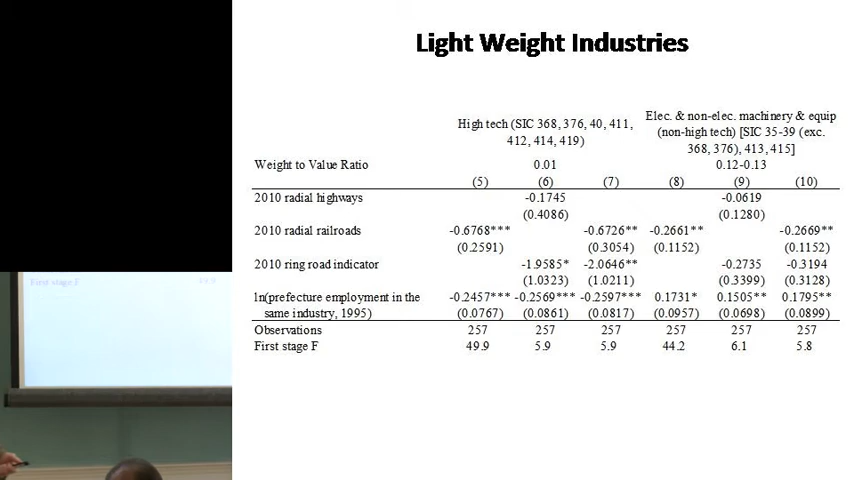 Light Weight Industries
High tech (SIC 368, 376, 40, 411, 412, 414, 419)
Elec. & non-elec. machinery & equip (non-high tech) [SIC 35-39 (exc. 368, 376), 413, 415]
Weight to Value Ratio 0.01 0.12-0.13
(5) (6) (7) (8) (9) (10)
2010 radial highways -0.1745 -0.0619
(0.4086) (0.1280)
2010 radial railroads -0.6768*** -0.6726** -0.2661** -0.2669**
(0.2591) (0.3054) (0.1152) (0.1152)
2010 ring road indicator -1.9585* -2.0646** -0.2735 -0.3194
(1.0323) (1.0211) (0.3399) (0.3128)
ln(prefecture employment in the -0.2457*** -0.2569*** -0.2597*** 0.1731* 0.1505** 0.1795**
same industry, 1995) (0.0767) (0.0861) (0.0817) (0.0957) (0.0698) (0.0899)
Observations 257 257 257 257 257 257
First stage F 49.9 5.9 5.9 44.2 6.1 5.8
First stage F